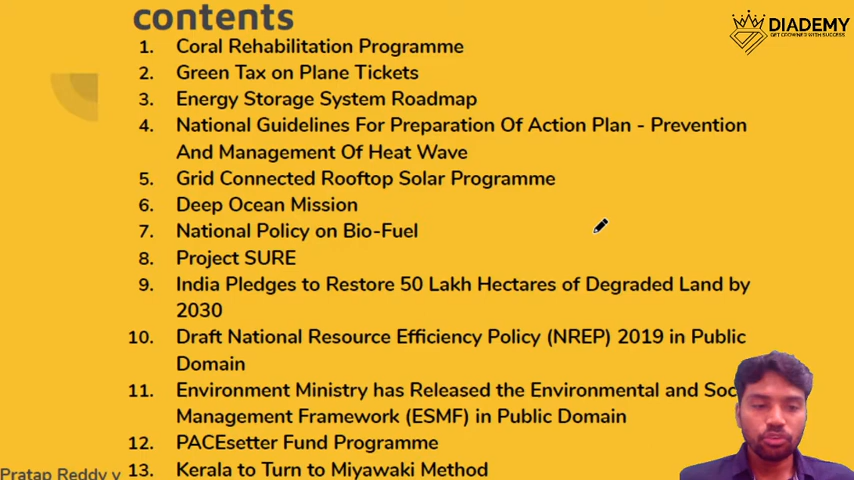 contents
DIADEMY
GET CROWNED WITH SUCCESS
1. Coral Rehabilitation Programme
2. Green Tax on Plane Tickets
3. Energy Storage System Roadmap
4. National Guidelines For Preparation Of Action Plan - Prevention
And Management Of Heat Wave
5. Grid Connected Rooftop Solar Programme
6. Deep Ocean Mission
7. National Policy on Bio-Fuel
8. Project SURE
9. India Pledges to Restore 50 Lakh Hectares of Degraded Land by
2030
10. Draft National Resource Efficiency Policy (NREP) 2019 in Public
Domain
11. Environment Ministry has Released the Environmental and Soc
Management Framework (ESMF) in Public Domain
12. PACEsetter Fund Programme
Pratap Reddy y
13. Kerala to Turn to Miyawaki Method